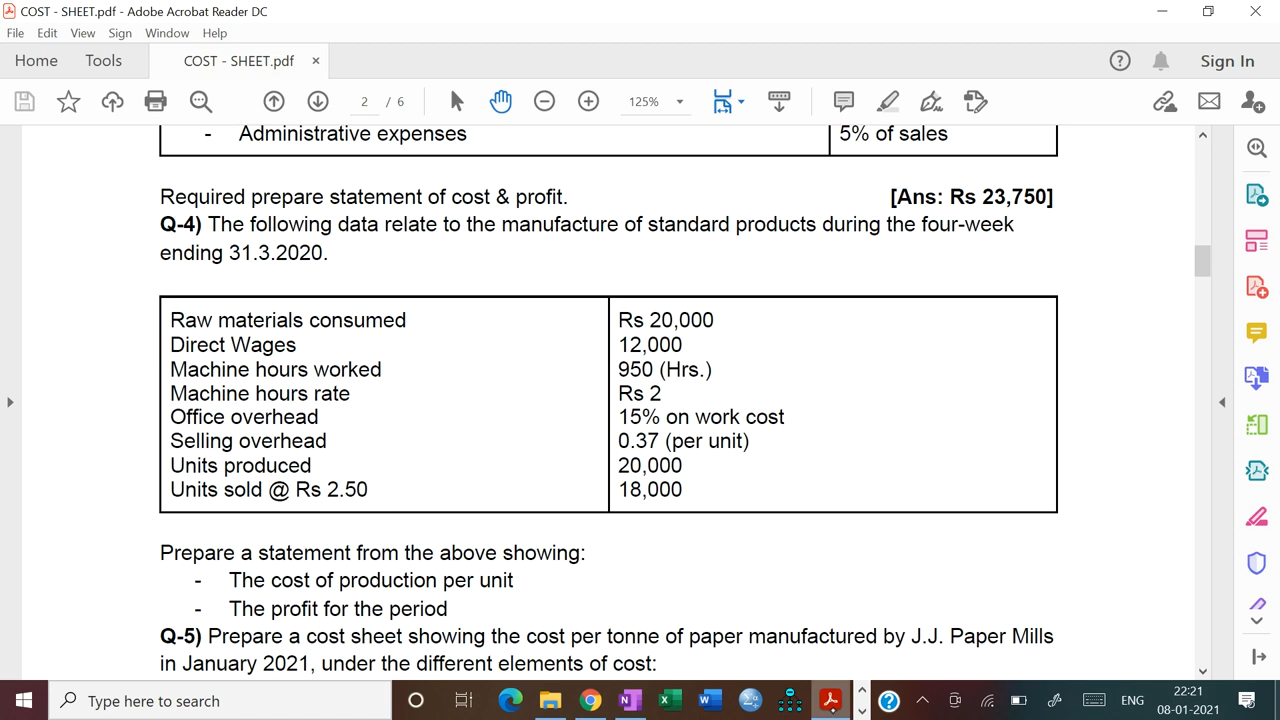 COST - SHEET.pdf - Adobe Acrobat Reader DC
File Edit View Sign Window Help
Home Tools COST - SHEET.pdf × Sign In
2 / 6 125%
- Administrative expenses 5% of sales
Required prepare statement of cost & profit. [Ans: Rs 23,750]
Q-4) The following data relate to the manufacture of standard products during the four-week
ending 31.3.2020.
Raw materials consumed Rs 20,000
Direct Wages 12,000
Machine hours worked 950 (Hrs.)
Machine hours rate Rs 2
Office overhead 15% on work cost
Selling overhead 0.37 (per unit)
Units produced 20,000
Units sold @ Rs 2.50 18,000
Prepare a statement from the above showing:
- The cost of production per unit
- The profit for the period
Q-5) Prepare a cost sheet showing the cost per tonne of paper manufactured by J.J. Paper Mills
in January 2021, under the different elements of cost:
Type here to search ENG 22:21
08-01-2021